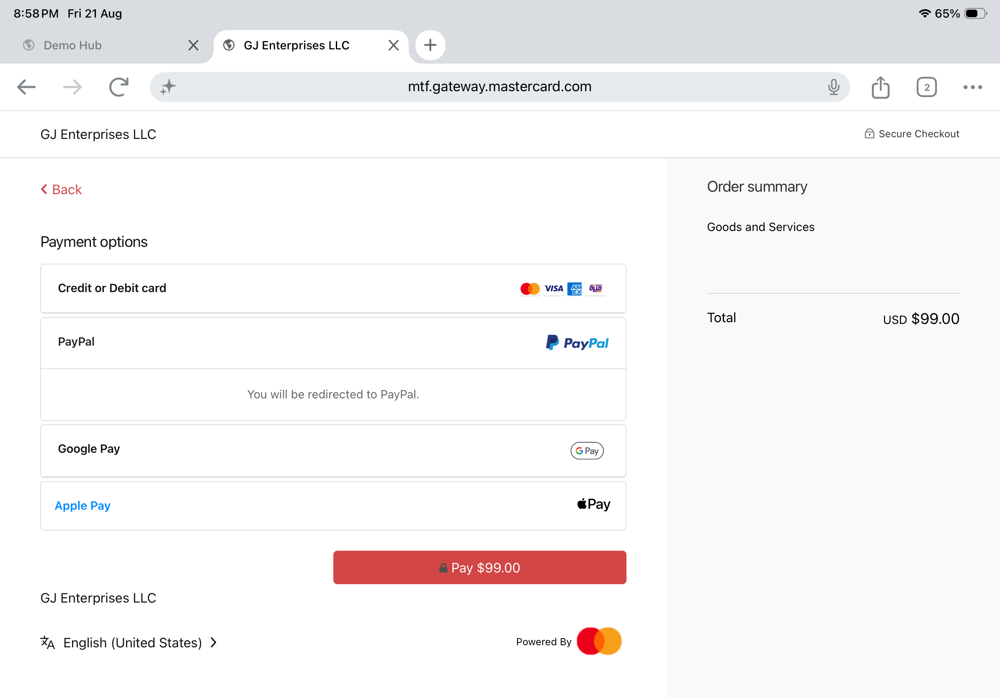 8:58 PM Fri 21 Aug 65%
Demo Hub
GJ Enterprises LLC
mtf.gateway.mastercard.com
2
GJ Enterprises LLC
Secure Checkout
Back
Order summary
Goods and Services
Payment options
Credit or Debit card
VISA
AM
EX
Total USD $99.00
PayPal
PayPal
You will be redirected to PayPal.
Google Pay
G Pay
Apple Pay
Pay
Pay $99.00
GJ Enterprises LLC
English (United States)
Powered By